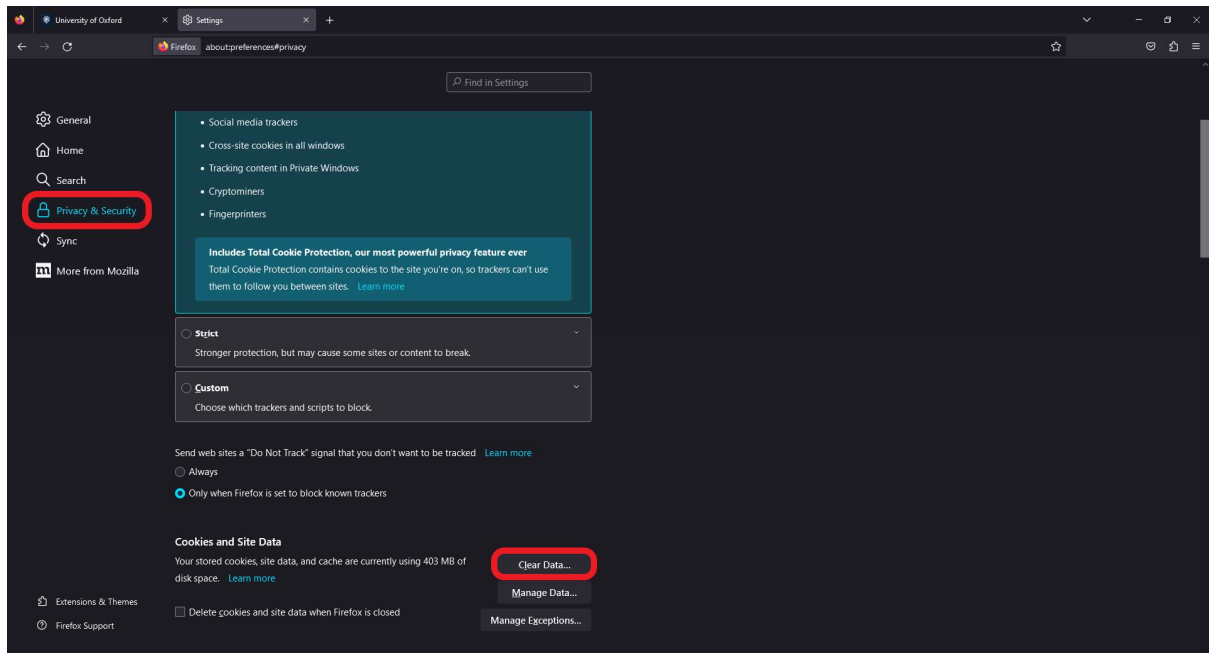 University of Oxford
Settings
Firefox about:preferences#privacy
Find in Settings
General
Home
Search
Privacy & Security
Sync
More from Mozilla
Extensions & Themes
Firefox Support
• Social media trackers
• Cross-site cookies in all windows
• Tracking content in Private Windows
• Cryptominers
• Fingerprinters
Includes Total Cookie Protection, our most powerful privacy feature ever
Total Cookie Protection contains cookies to the site you're on, so trackers can't use
them to follow you between sites. Learn more
Strict
Stronger protection, but may cause some sites or content to break.
Custom
Choose which trackers and scripts to block.
Send web sites a "Do Not Track" signal that you don't want to be tracked Learn more
Always
Only when Firefox is set to block known trackers
Cookies and Site Data
Your stored cookies, site data, and cache are currently using 403 MB of
disk space. Learn more
Clear Data...
Manage Data...
Delete cookies and site data when Firefox is closed
Manage Exceptions...